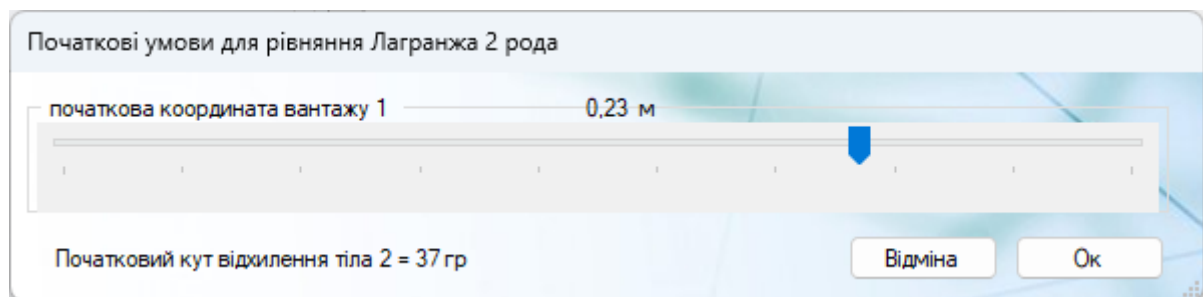 Початкові умови для рівняння Лагранжа 2 рода
початкова координата вантажу 1 0,23 м
Початковий кут відхилення тіла 2 = 37 гр
Відміна Ок